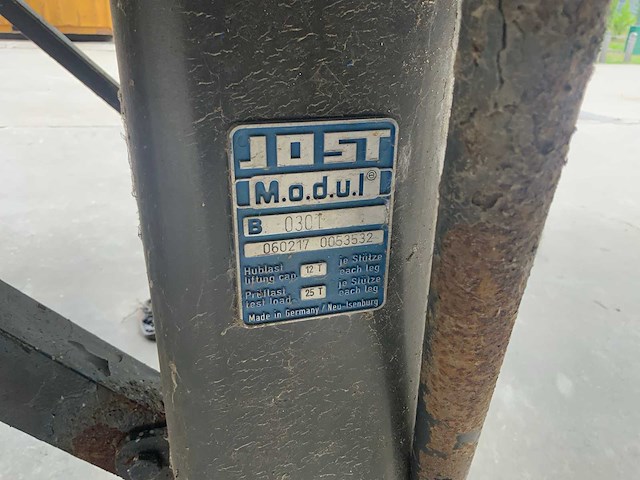 JOST
M.o.d.u.l ©
B 0301
060217 0053532
Hublast je Stütze
lifting cap. 12 T each leg
Prüflast je Stütze
test load 25 T each leg
Made in Germany / Neu-Isenburg